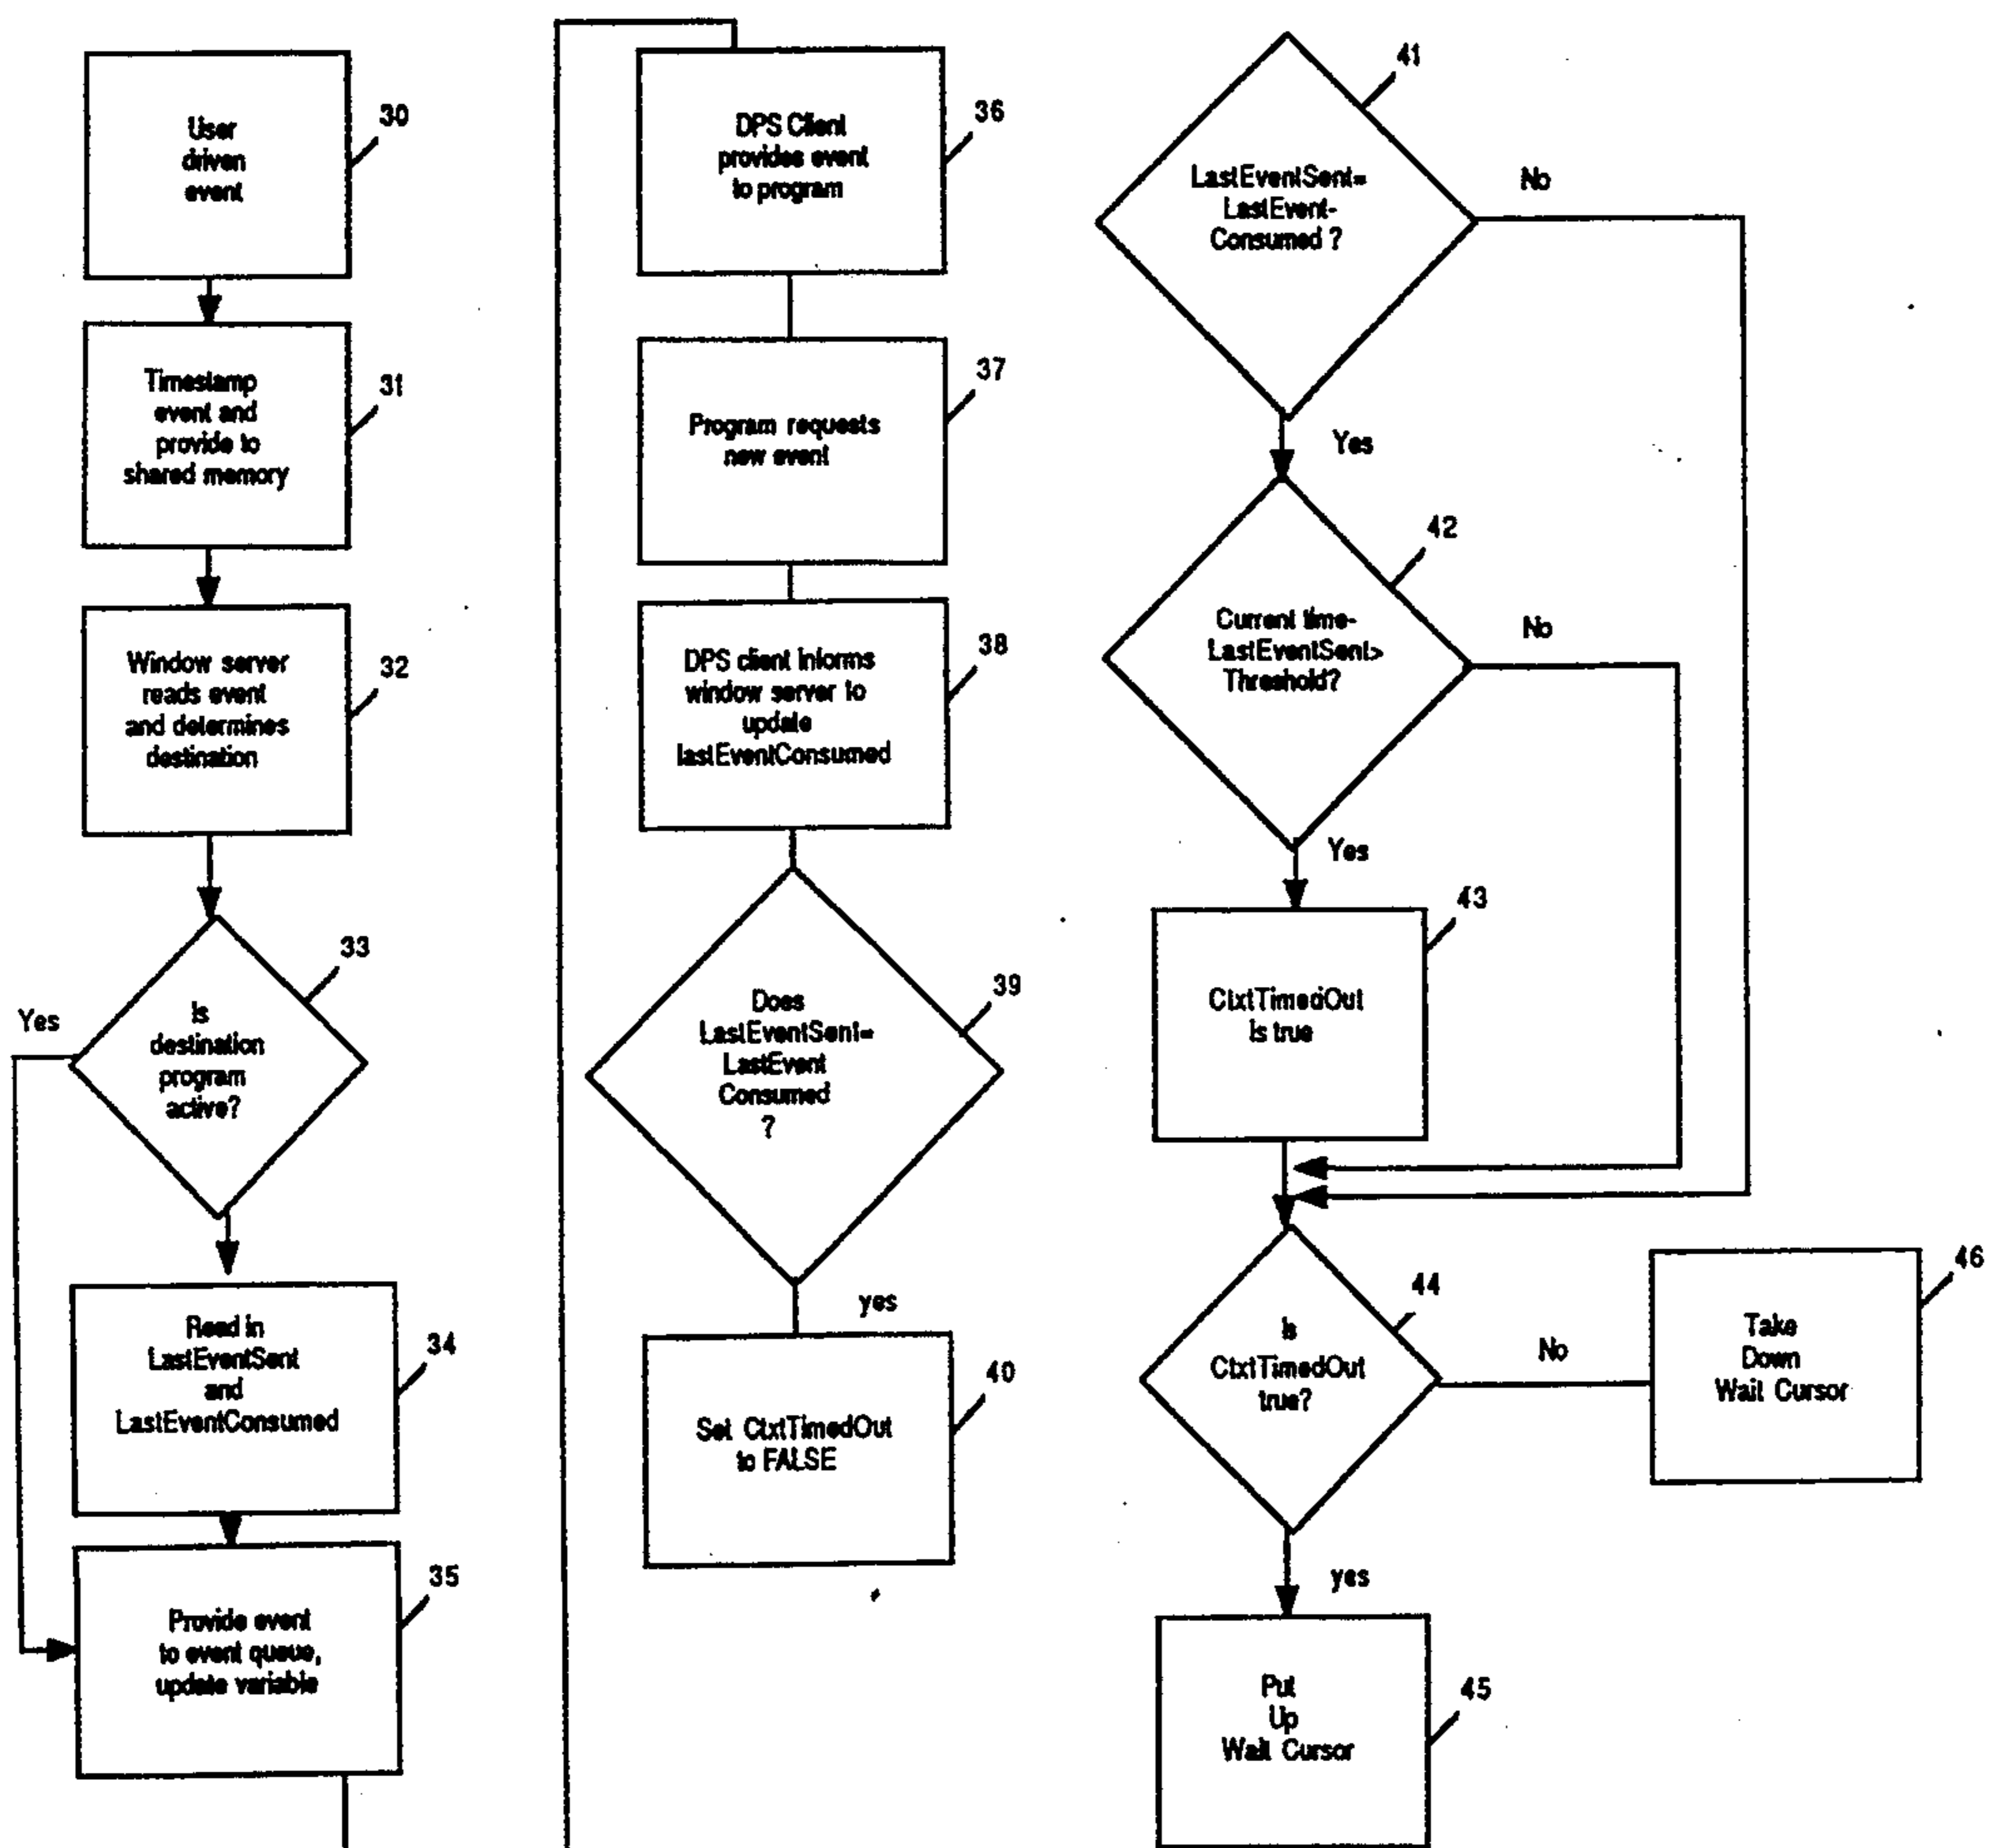 User
driven
event
30
Timestamp
event and
provide to
shared memory
31
Window server
reads event
and determines
destination
32
Is
destination
program
active?
33
Yes
Read in
LastEventSent
and
LastEventConsumed
34
Provide event
to event queue,
update variable
35
DPS Client
provides event
to program
36
Program requests
new event
37
DPS client informs
window server to
update
lastEventConsumed
38
Does
LastEventSent=
LastEvent
Consumed
?
39
yes
Set CtxtTimedOut
to FALSE
40
LastEventSent=
LastEvent-
Consumed ?
41
No
Yes
Current time-
LastEventSent>
Threshold?
42
No
Yes
CtxtTimedOut
is true
43
Is
CtxtTimedOut
true?
44
No
yes
Put
Up
Wait Cursor
45
Take
Down
Wait Cursor
46